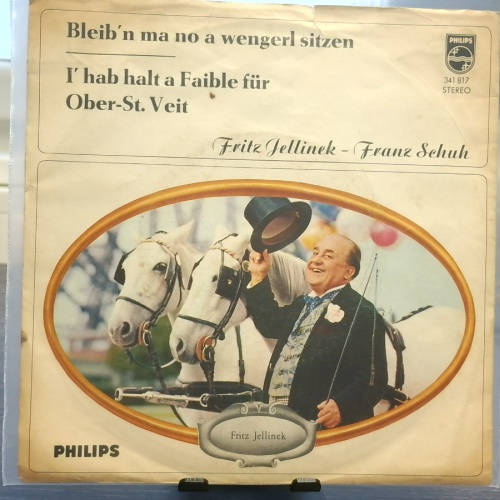 Bleib'n ma no a wengerl sitzen
I' hab halt a Faible für
Ober-St. Veit
PHILIPS
341 817
STEREO
Fritz Jellinek – Franz Schuh
Fritz Jellinek
PHILIPS